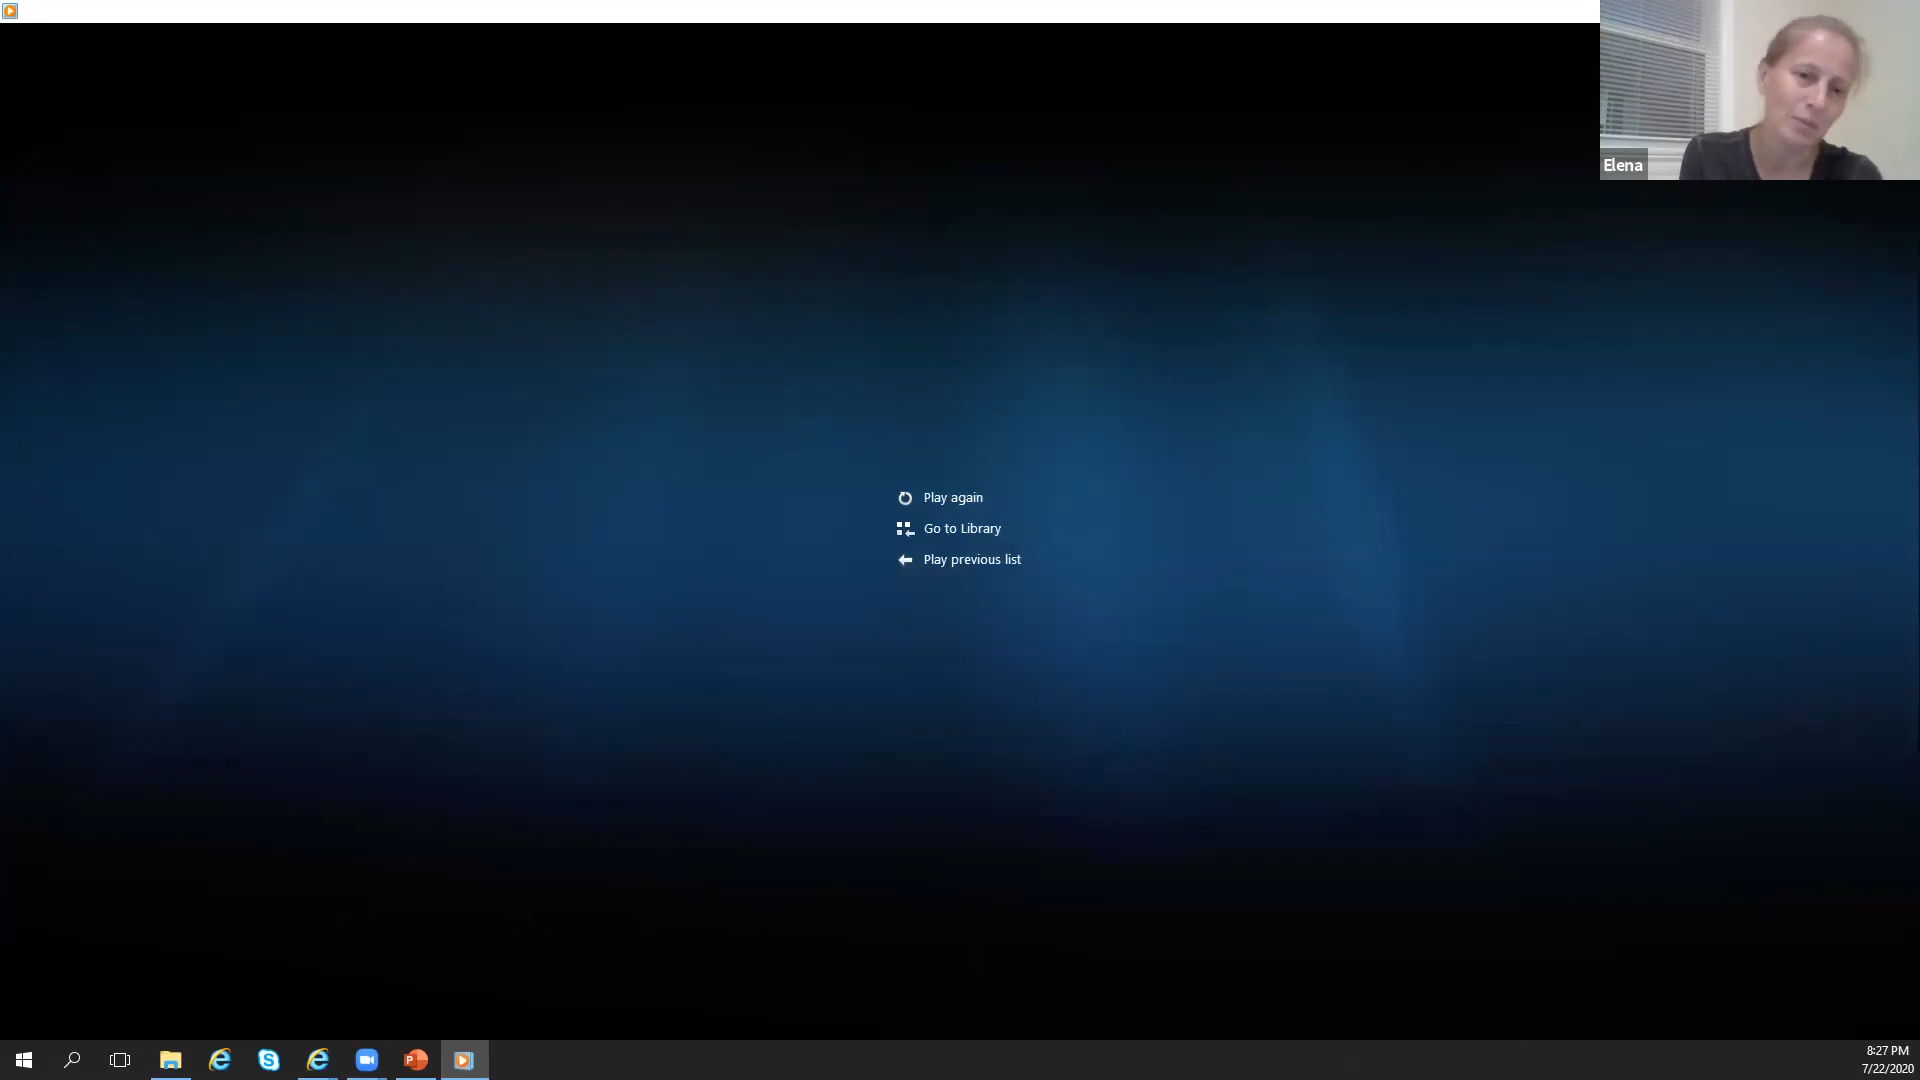 Elena
Play again
Go to Library
Play previous list
8:27 PM
7/22/2020